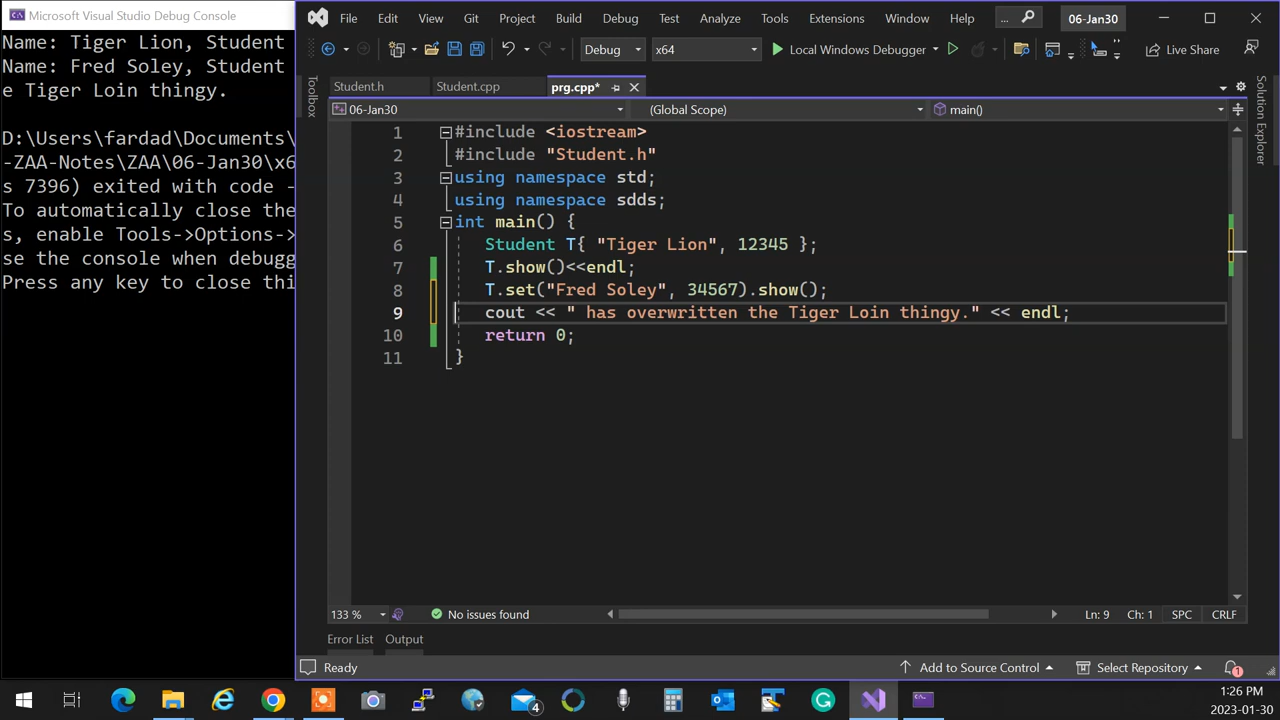 Microsoft Visual Studio Debug Console
Name: Tiger Lion, Student
Name: Fred Soley, Student
e Tiger Loin thingy.
D:\Users\fardad\Documents\
-ZAA-Notes\ZAA\06-Jan30\x6
s 7396) exited with code -
To automatically close the
s, enable Tools->Options->
se the console when debugg
Press any key to close thi
File Edit View Git Project Build Debug Test Analyze Tools Extensions Window Help ... 06-Jan30
Debug x64 Local Windows Debugger Live Share
Toolbox
Student.h Student.cpp prg.cpp*
06-Jan30 (Global Scope) main()
1 #include <iostream>
2 #include "Student.h"
3 using namespace std;
4 using namespace sdds;
5 int main() {
6 Student T{ "Tiger Lion", 12345 };
7 T.show()<<endl;
8 T.set("Fred Soley", 34567).show();
9 cout << " has overwritten the Tiger Loin thingy." << endl;
10 return 0;
11 }
Solution Explorer
133 % No issues found Ln: 9 Ch: 1 SPC CRLF
Error List Output
Ready Add to Source Control Select Repository 1
4
1:26 PM
2023-01-30